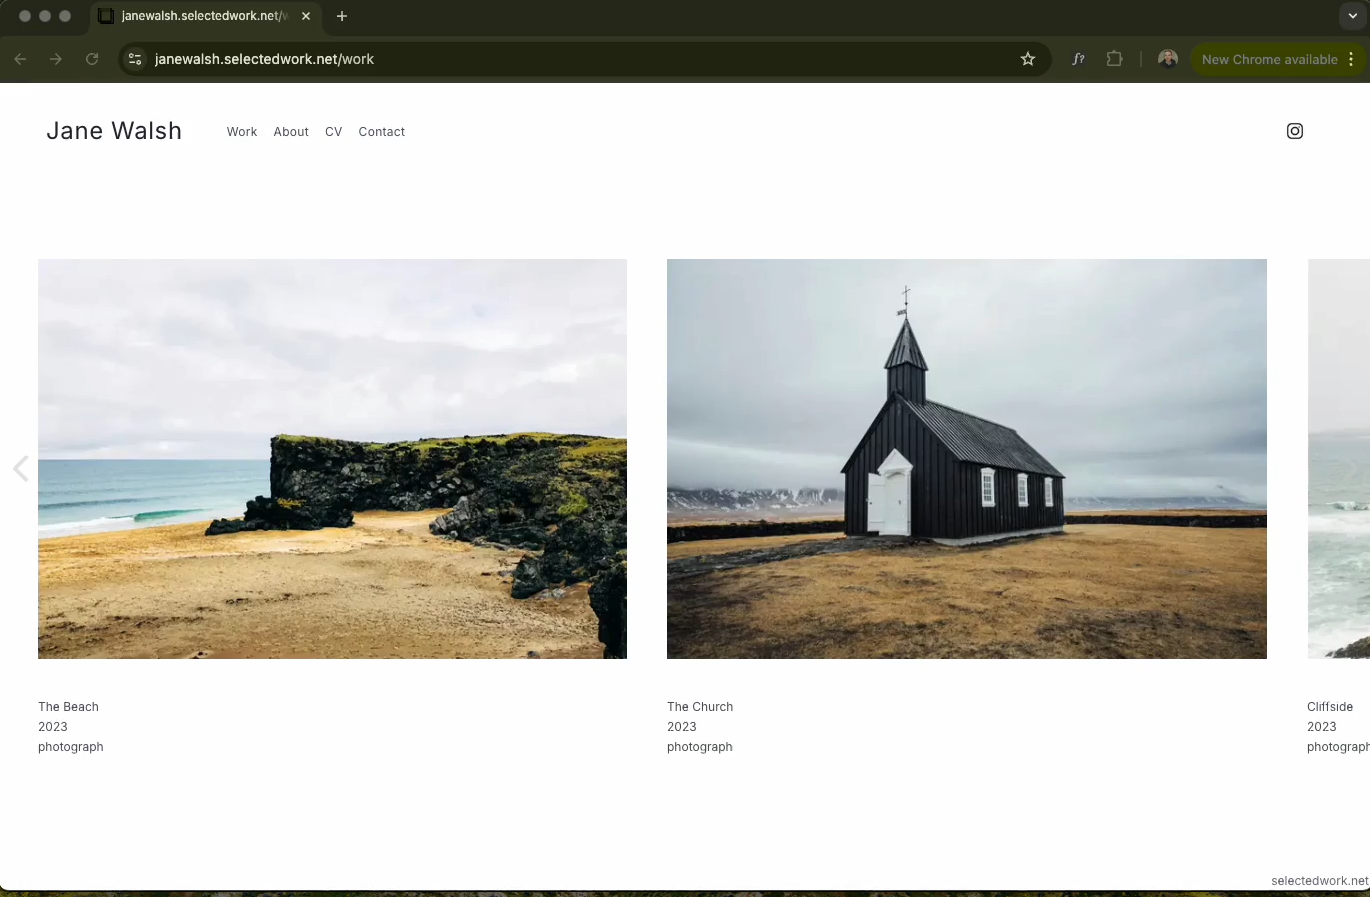 janewalsh.selectedwork.net/w
janewalsh.selectedwork.net/work
f?
New Chrome available
Jane Walsh
Work
About
CV
Contact
The Beach
2023
photograph
The Church
2023
photograph
Cliffside
2023
photograph
selectedwork.net